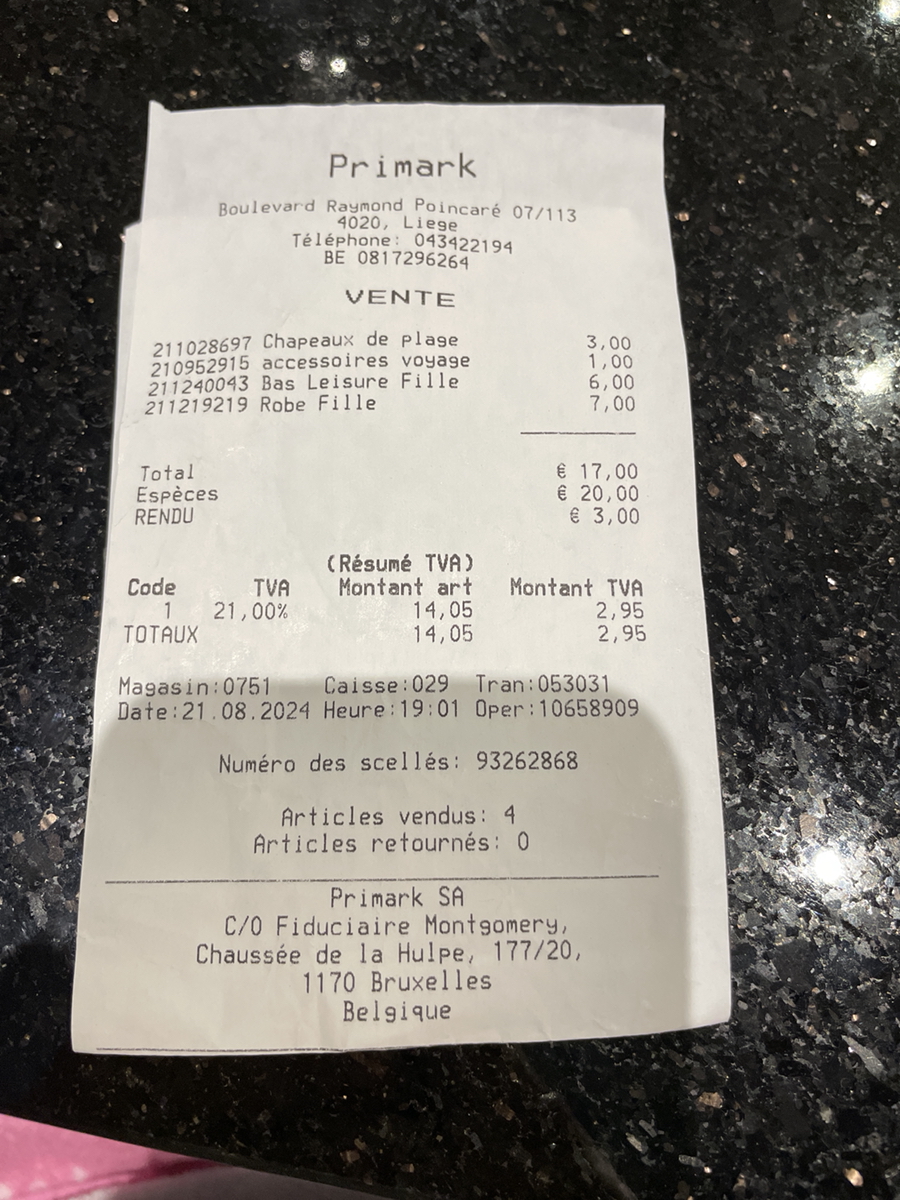 Primark
Boulevard Raymond Poincaré 07/113
4020, Liege
Téléphone: 043422194
BE 0817296264
VENTE
211028697 Chapeaux de plage 3,00
210952915 accessoires voyage 1,00
211240043 Bas Leisure Fille 6,00
211219219 Robe Fille 7,00
Total € 17,00
Espèces € 20,00
RENDU € 3,00
(Résumé TVA)
Code TVA Montant art Montant TVA
1 21,00% 14,05 2,95
TOTAUX 14,05 2,95
Magasin:0751 Caisse:029 Tran:053031
Date:21.08.2024 Heure:19:01 Oper:10658909
Numéro des scellés: 93262868
Articles vendus: 4
Articles retournés: 0
Primark SA
C/O Fiduciaire Montgomery,
Chaussée de la Hulpe, 177/20,
1170 Bruxelles
Belgique